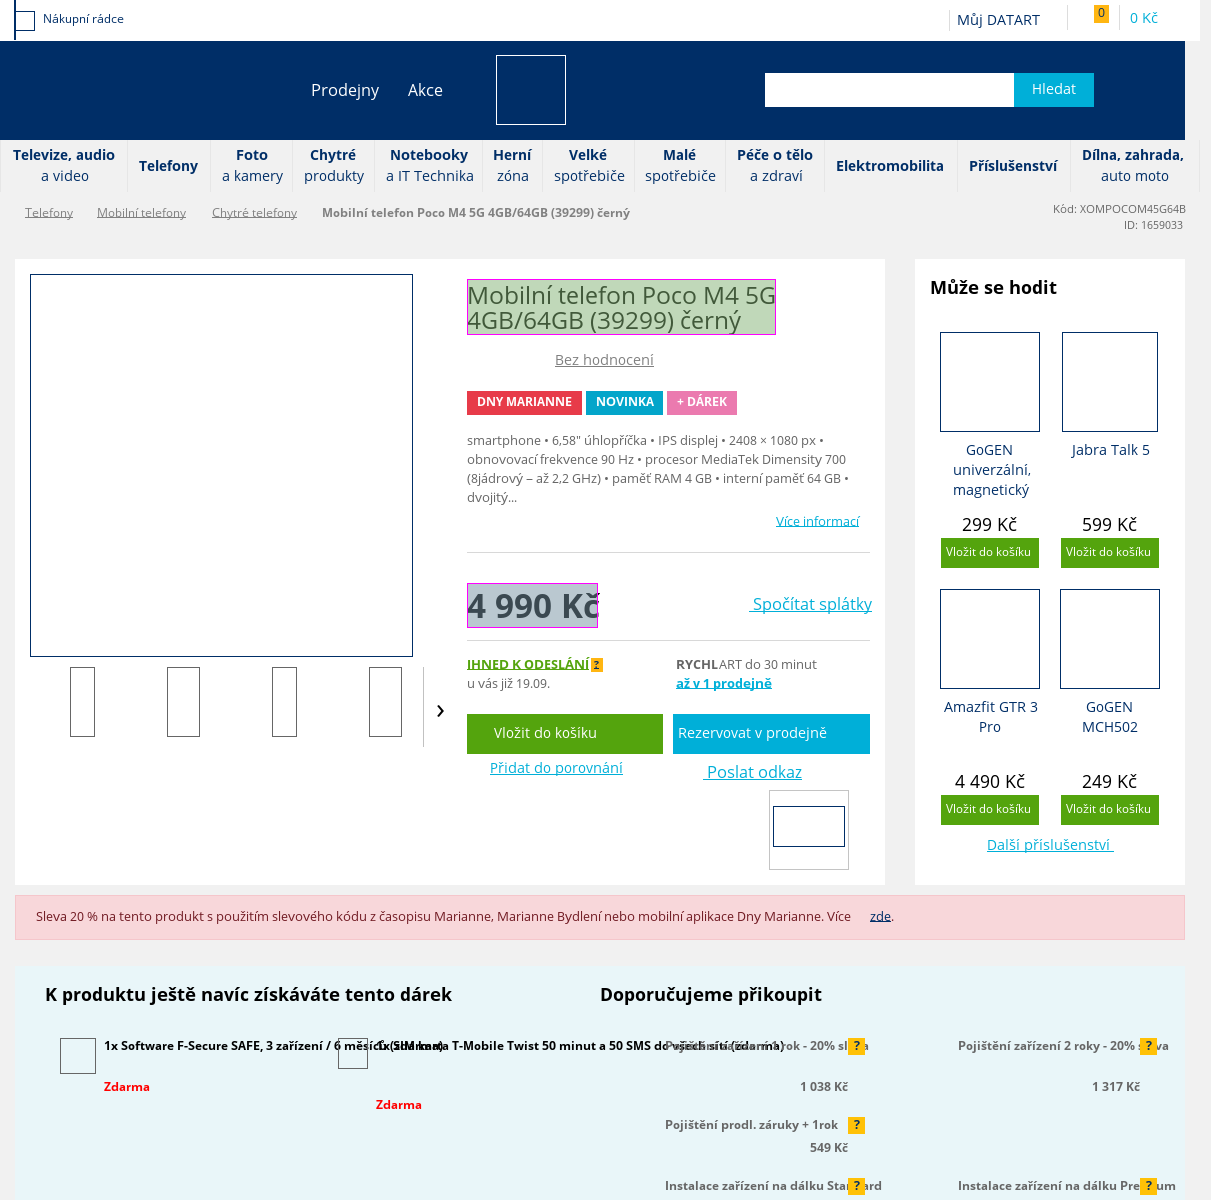 Nákupní rádce
Můj DATART
0
0 Kč
Prodejny
Akce
Hledat
Televize, audio
a video
Telefony
Foto
a kamery
Chytré
produkty
Notebooky
a IT Technika
Herní
zóna
Velké
spotřebiče
Malé
spotřebiče
Péče o tělo
a zdraví
Elektromobilita
Příslušenství
Dílna, zahrada,
auto moto
Telefony
Mobilní telefony
Chytré telefony
Mobilní telefon Poco M4 5G 4GB/64GB (39299) černý
Kód: XOMPOCOM45G64B
ID: 1659033
Mobilní telefon Poco M4 5G
4GB/64GB (39299) černý
Bez hodnocení
DNY MARIANNE
NOVINKA
+ DÁREK
smartphone • 6,58" úhlopříčka • IPS displej • 2408 × 1080 px •
obnovovací frekvence 90 Hz • procesor MediaTek Dimensity 700
(8jádrový – až 2,2 GHz) • paměť RAM 4 GB • interní paměť 64 GB •
dvojitý...
Více informací
4 990 Kč
Spočítat splátky
IHNED K ODESLÁNÍ ?
u vás již 19.09.
RYCHLART do 30 minut
až v 1 prodejně
Vložit do košíku
Rezervovat v prodejně
Přidat do porovnání
Poslat odkaz
Může se hodit
GoGEN
univerzální,
magnetický
299 Kč
Vložit do košíku
Jabra Talk 5
599 Kč
Vložit do košíku
Amazfit GTR 3
Pro
4 490 Kč
Vložit do košíku
GoGEN
MCH502
249 Kč
Vložit do košíku
Další příslušenství
Sleva 20 % na tento produkt s použitím slevového kódu z časopisu Marianne, Marianne Bydlení nebo mobilní aplikace Dny Marianne. Více zde.
K produktu ještě navíc získáváte tento dárek
1x Software F-Secure SAFE, 3 zařízení / 6 měsíců (zdarma)
Zdarma
1x SIM karta T-Mobile Twist 50 minut a 50 SMS do všech sítí (zdarma)
Zdarma
Doporučujeme přikoupit
Pojištění zařízení 1 rok - 20% sleva
?
1 038 Kč
Pojištění zařízení 2 roky - 20% sleva
?
1 317 Kč
Pojištění prodl. záruky + 1rok
?
549 Kč
Instalace zařízení na dálku Standard
?
Instalace zařízení na dálku Premium
?